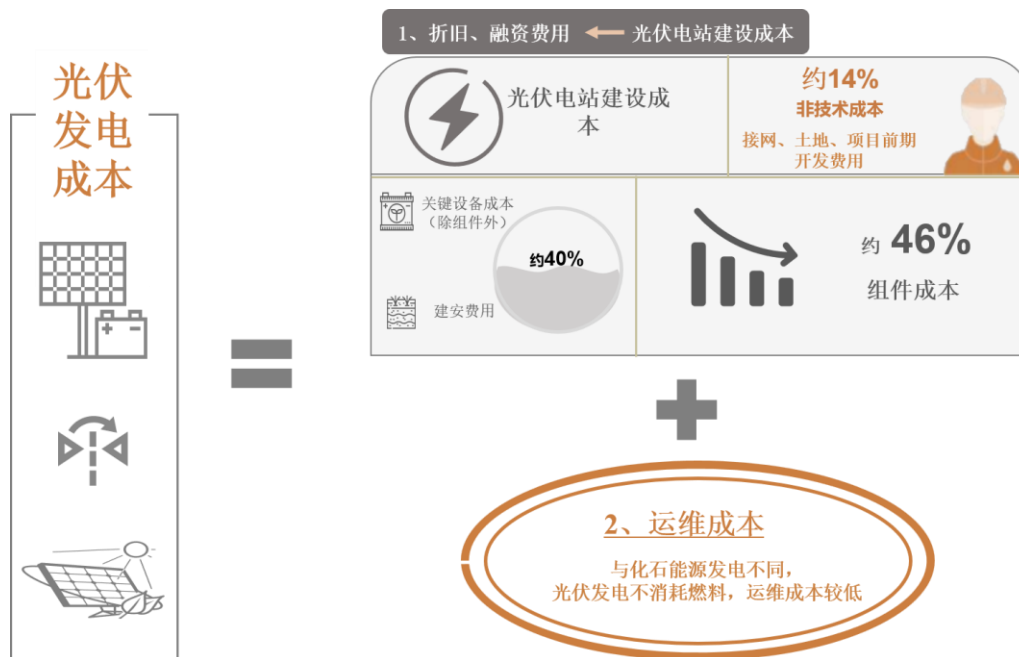 1、折旧、融资费用 光伏电站建设成本
光伏
发电
成本
光伏电站建设成
本
约14%
非技术成本
接网、土地、项目前期
开发费用
关键设备成本
（除组件外）
约40%
建安费用
约 46%
组件成本
2、运维成本
与化石能源发电不同，
光伏发电不消耗燃料，运维成本较低